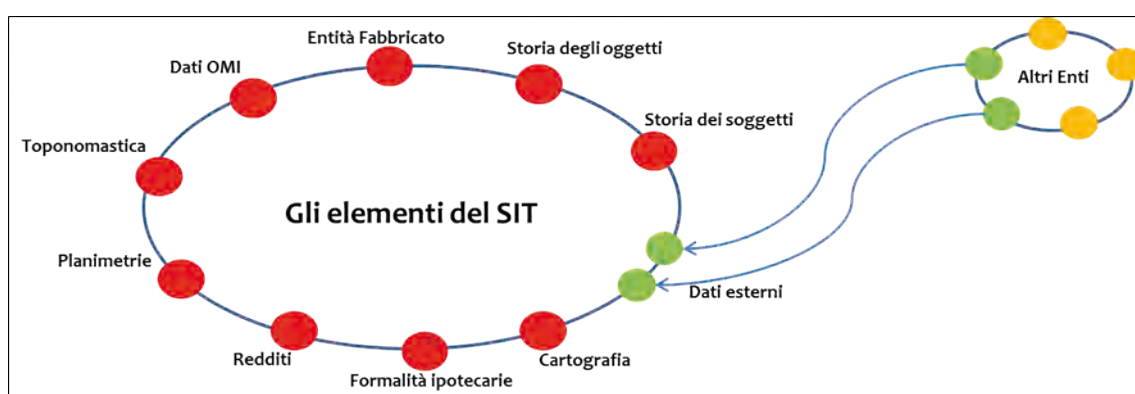 Entità Fabbricato
Storia degli oggetti
Dati OMI
Altri Enti
Storia dei soggetti
Toponomastica
Gli elementi del SIT
Planimetrie
Dati esterni
Redditi
Cartografia
Formalità ipotecarie